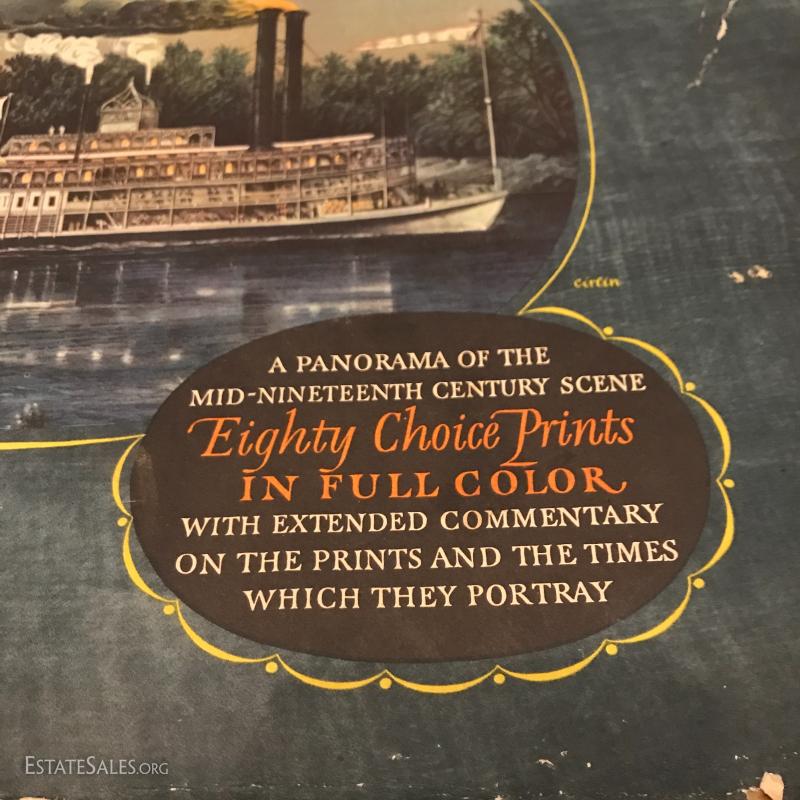 cirlin
A PANORAMA OF THE
MID-NINETEENTH CENTURY SCENE
Eighty Choice Prints
IN FULL COLOR
WITH EXTENDED COMMENTARY
ON THE PRINTS AND THE TIMES
WHICH THEY PORTRAY
ESTATESALES.ORG